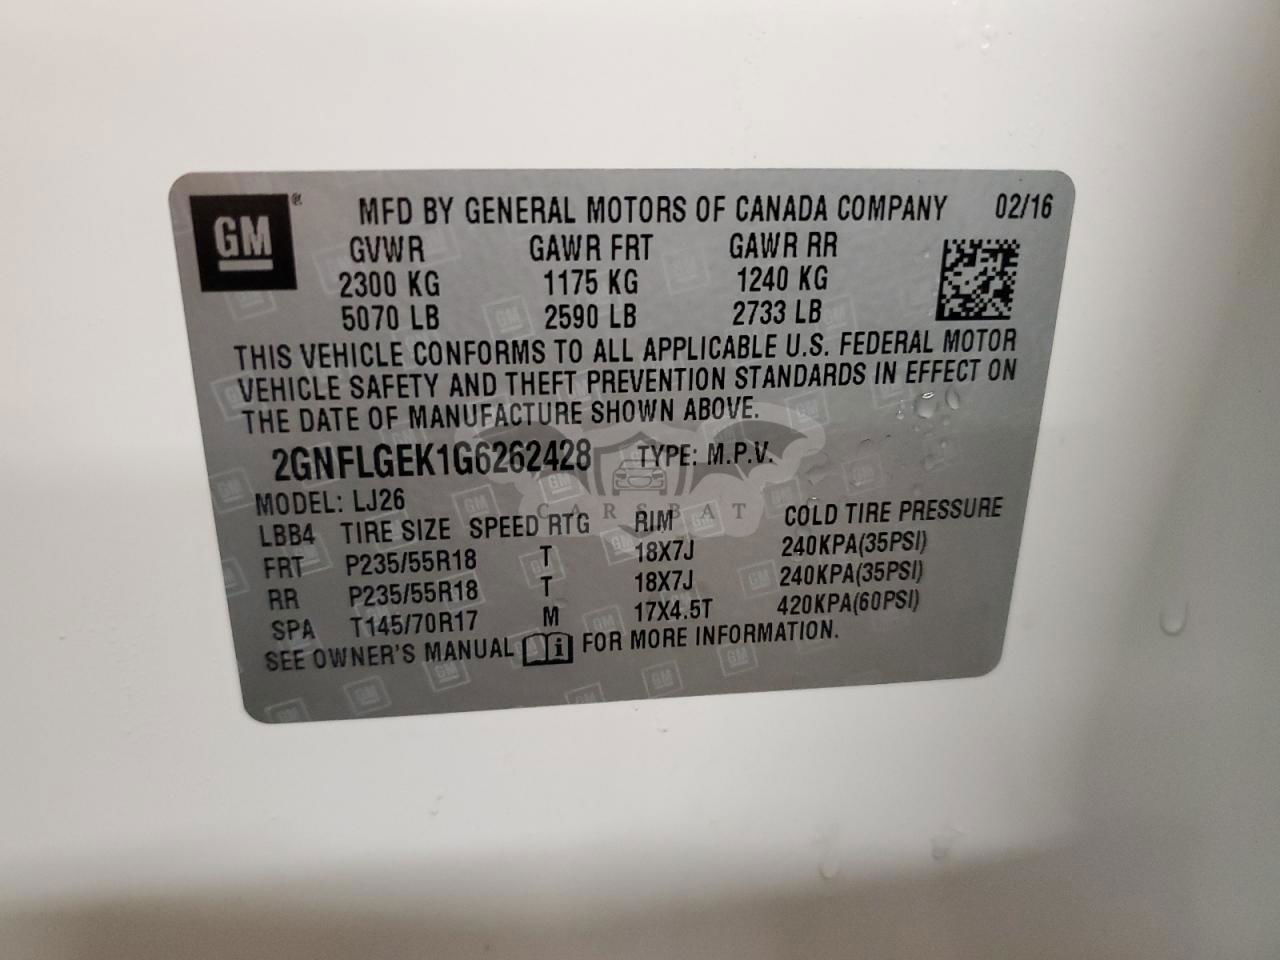 GM ® MFD BY GENERAL MOTORS OF CANADA COMPANY 02/16
GVWR GAWR FRT GAWR RR
2300 KG 1175 KG 1240 KG
5070 LB 2590 LB 2733 LB
THIS VEHICLE CONFORMS TO ALL APPLICABLE U.S. FEDERAL MOTOR
VEHICLE SAFETY AND THEFT PREVENTION STANDARDS IN EFFECT ON
THE DATE OF MANUFACTURE SHOWN ABOVE.
2GNFLGEK1G6262428 TYPE: M.P.V.
MODEL: LJ26
CARSBAT
LBB4 TIRE SIZE SPEED RTG RIM COLD TIRE PRESSURE
FRT P235/55R18 T 18X7J 240KPA(35PSI)
RR P235/55R18 T 18X7J 240KPA(35PSI)
SPA T145/70R17 M 17X4.5T 420KPA(60PSI)
SEE OWNER'S MANUAL i FOR MORE INFORMATION.